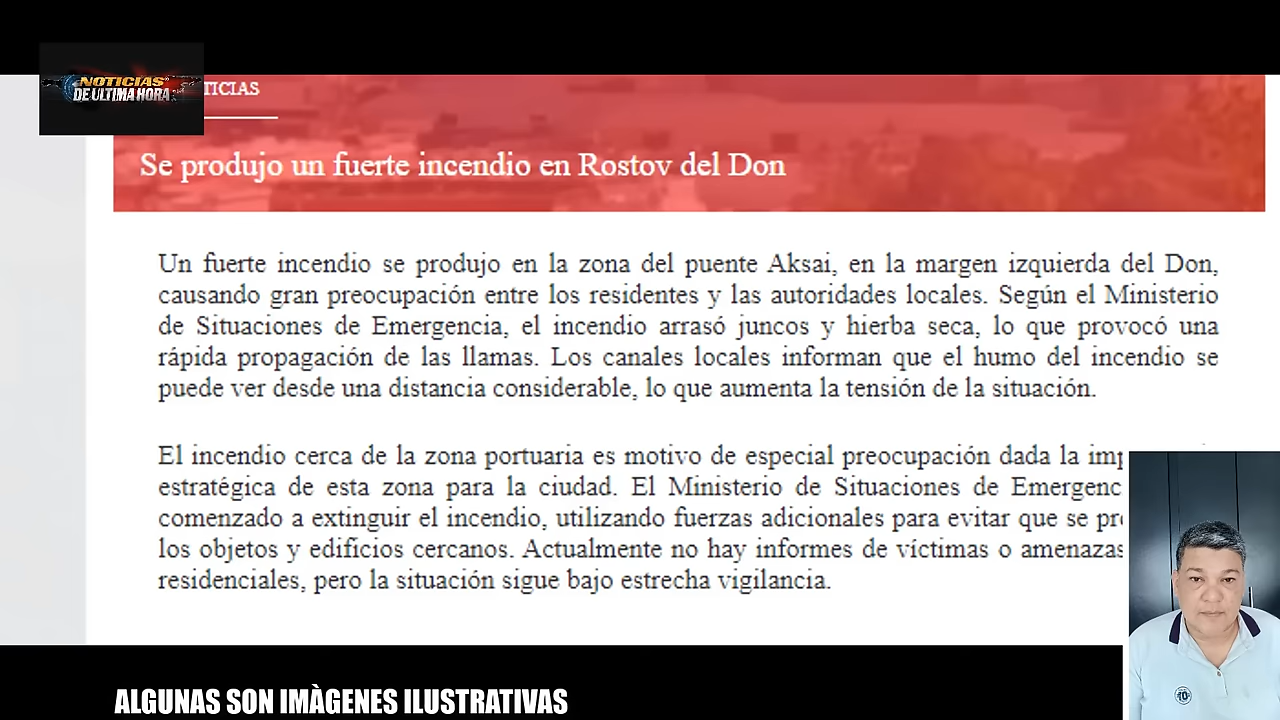 NOTICIAS
DE ULTIMA HORA
TICIAS
Se produjo un fuerte incendio en Rostov del Don
Un fuerte incendio se produjo en la zona del puente Aksai, en la margen izquierda del Don,
causando gran preocupación entre los residentes y las autoridades locales. Según el Ministerio
de Situaciones de Emergencia, el incendio arrasó juncos y hierba seca, lo que provocó una
rápida propagación de las llamas. Los canales locales informan que el humo del incendio se
puede ver desde una distancia considerable, lo que aumenta la tensión de la situación.
El incendio cerca de la zona portuaria es motivo de especial preocupación dada la imp
estratégica de esta zona para la ciudad. El Ministerio de Situaciones de Emergenc
comenzado a extinguir el incendio, utilizando fuerzas adicionales para evitar que se pr
los objetos y edificios cercanos. Actualmente no hay informes de víctimas o amenazas
residenciales, pero la situación sigue bajo estrecha vigilancia.
ALGUNAS SON IMÀGENES ILUSTRATIVAS